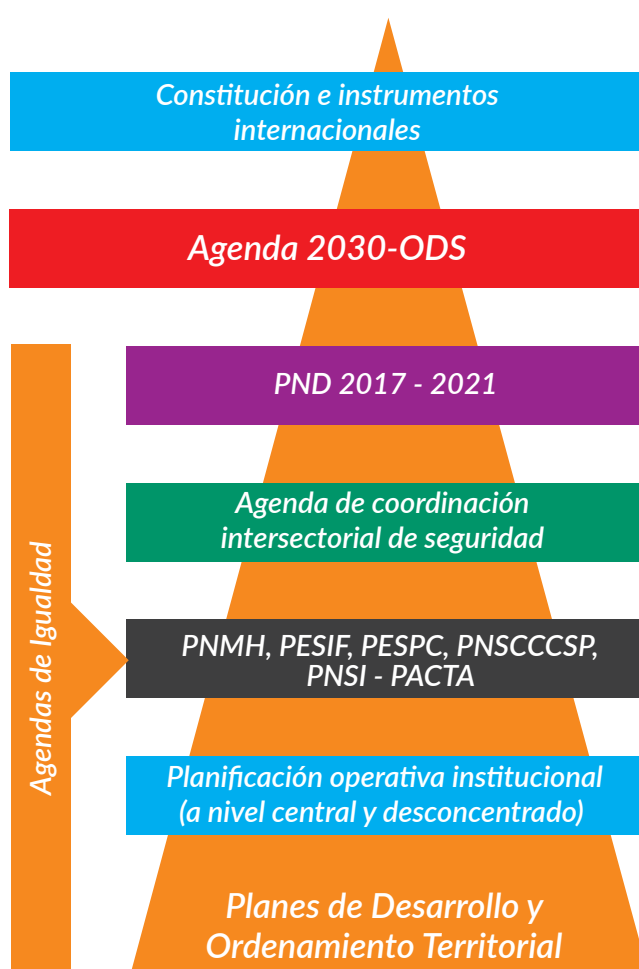 Constitución e instrumentos
internacionales
Agenda 2030-ODS
PND 2017 - 2021
Agenda de coordinación
intersectorial de seguridad
Agendas de Igualdad
PNMH, PESIF, PESPC, PNSCCCSP,
PNSI - PACTA
Planificación operativa institucional
(a nivel central y desconcentrado)
Planes de Desarrollo y
Ordenamiento Territorial